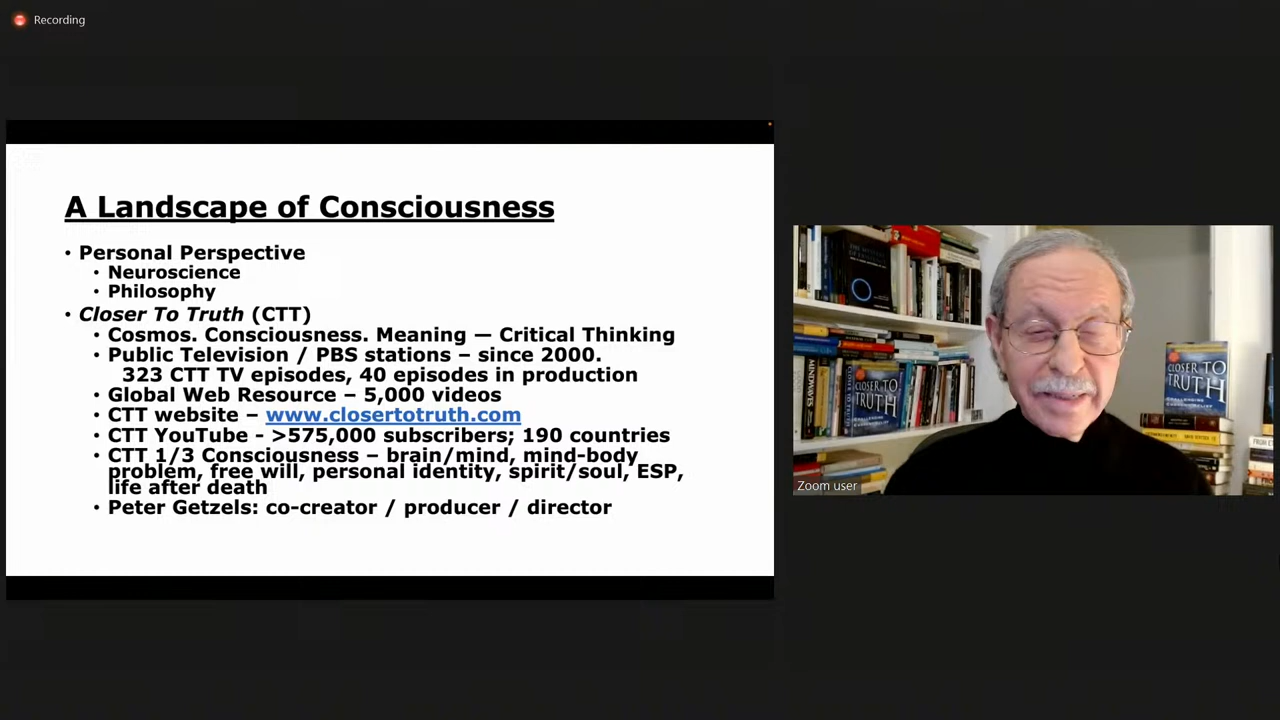 Recording
A Landscape of Consciousness
• Personal Perspective
• Neuroscience
• Philosophy
• Closer To Truth (CTT)
• Cosmos. Consciousness. Meaning — Critical Thinking
• Public Television / PBS stations – since 2000.
323 CTT TV episodes, 40 episodes in production
• Global Web Resource – 5,000 videos
• CTT website – www.closertotruth.com
• CTT YouTube - >575,000 subscribers; 190 countries
• CTT 1/3 Consciousness – brain/mind, mind-body
problem, free will, personal identity, spirit/soul, ESP,
life after death
• Peter Getzels: co-creator / producer / director
MINDWAVES
CLOSER TO
TRUTH
CLOSER TO
TRUTH
CHALLENGING
Zoom user